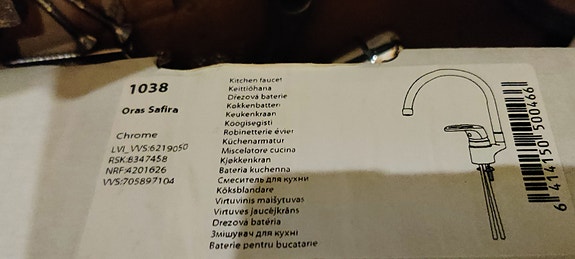 1038
Oras Safira
Chrome
LVI_VVS:6219050
RSK:8347458
NRF:4201626
VVS:705897104
Kitchen faucet
Keittiöhana
Dřezová baterie
Køkkenbatteri
Keukenkraan
Köögisegisti
Robinetterie évier
Küchenarmatur
Miscelatore cucina
Kjøkkenkran
Bateria kuchenna
Смеситель для кухни
Köksblandare
Virtuvinis maišytuvas
Virtuves jaucējkrāns
Drezová batéria
Змішувач для кухні
Baterie pentru bucatarie
6 414150 500466